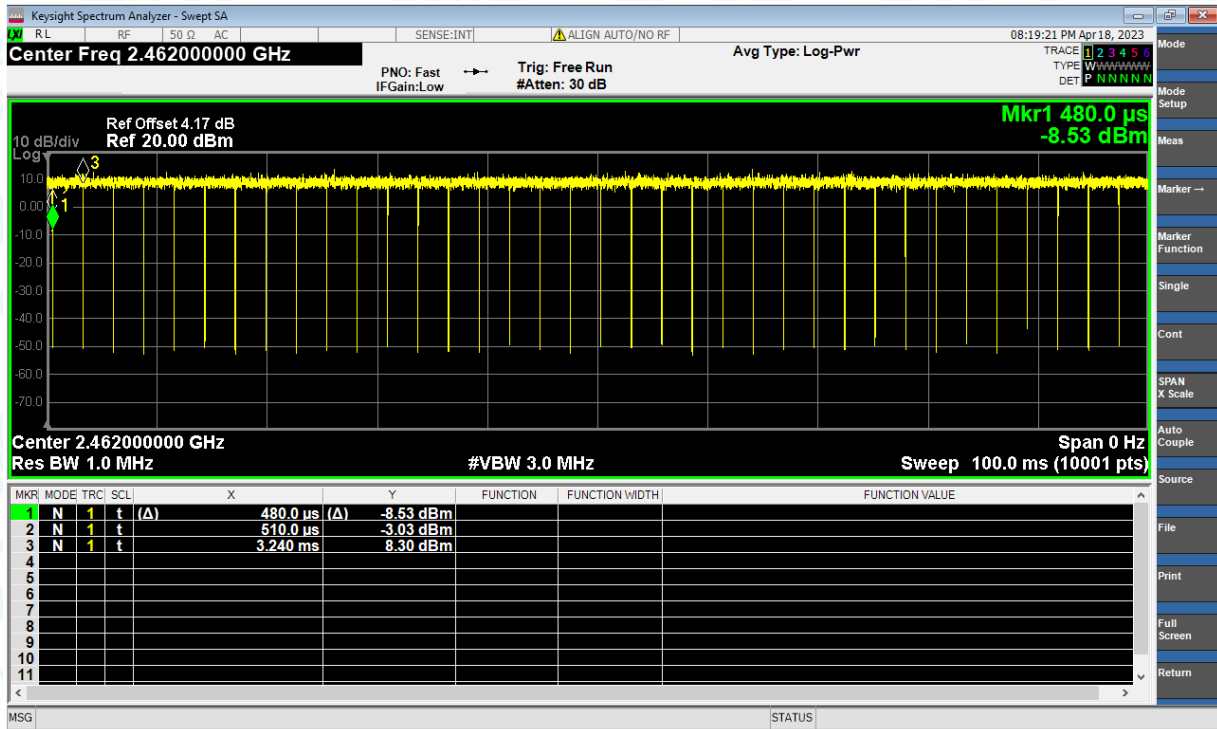 Keysight Spectrum Analyzer - Swept SA
LXI RL RF 50 Ω AC SENSE:INT ALIGN AUTO/NO RF 08:19:21 PM Apr 18, 2023
Center Freq 2.462000000 GHz
Avg Type: Log-Pwr
TRACE 1 2 3 4 5 6
PNO: Fast Trig: Free Run
TYPE WWWWWW
IFGain:Low #Atten: 30 dB
DET P N N N N N
Mkr1 480.0 µs
-8.53 dBm
Ref Offset 4.17 dB
10 dB/div Ref 20.00 dBm
Log
3
10.0
1
0.00
-10.0
-20.0
-30.0
-40.0
-50.0
-60.0
-70.0
Center 2.462000000 GHz Span 0 Hz
Res BW 1.0 MHz #VBW 3.0 MHz Sweep 100.0 ms (10001 pts)
MKR MODE TRC SCL X Y FUNCTION FUNCTION WIDTH FUNCTION VALUE
1 N 1 t (Δ) 480.0 µs (Δ) -8.53 dBm
2 N 1 t 510.0 µs -3.03 dBm
3 N 1 t 3.240 ms 8.30 dBm
4
5
6
7
8
9
10
11
MSG STATUS
Mode
Mode
Setup
Meas
Marker →
Marker
Function
Single
Cont
SPAN
X Scale
Auto
Couple
Source
File
Print
Full
Screen
Return